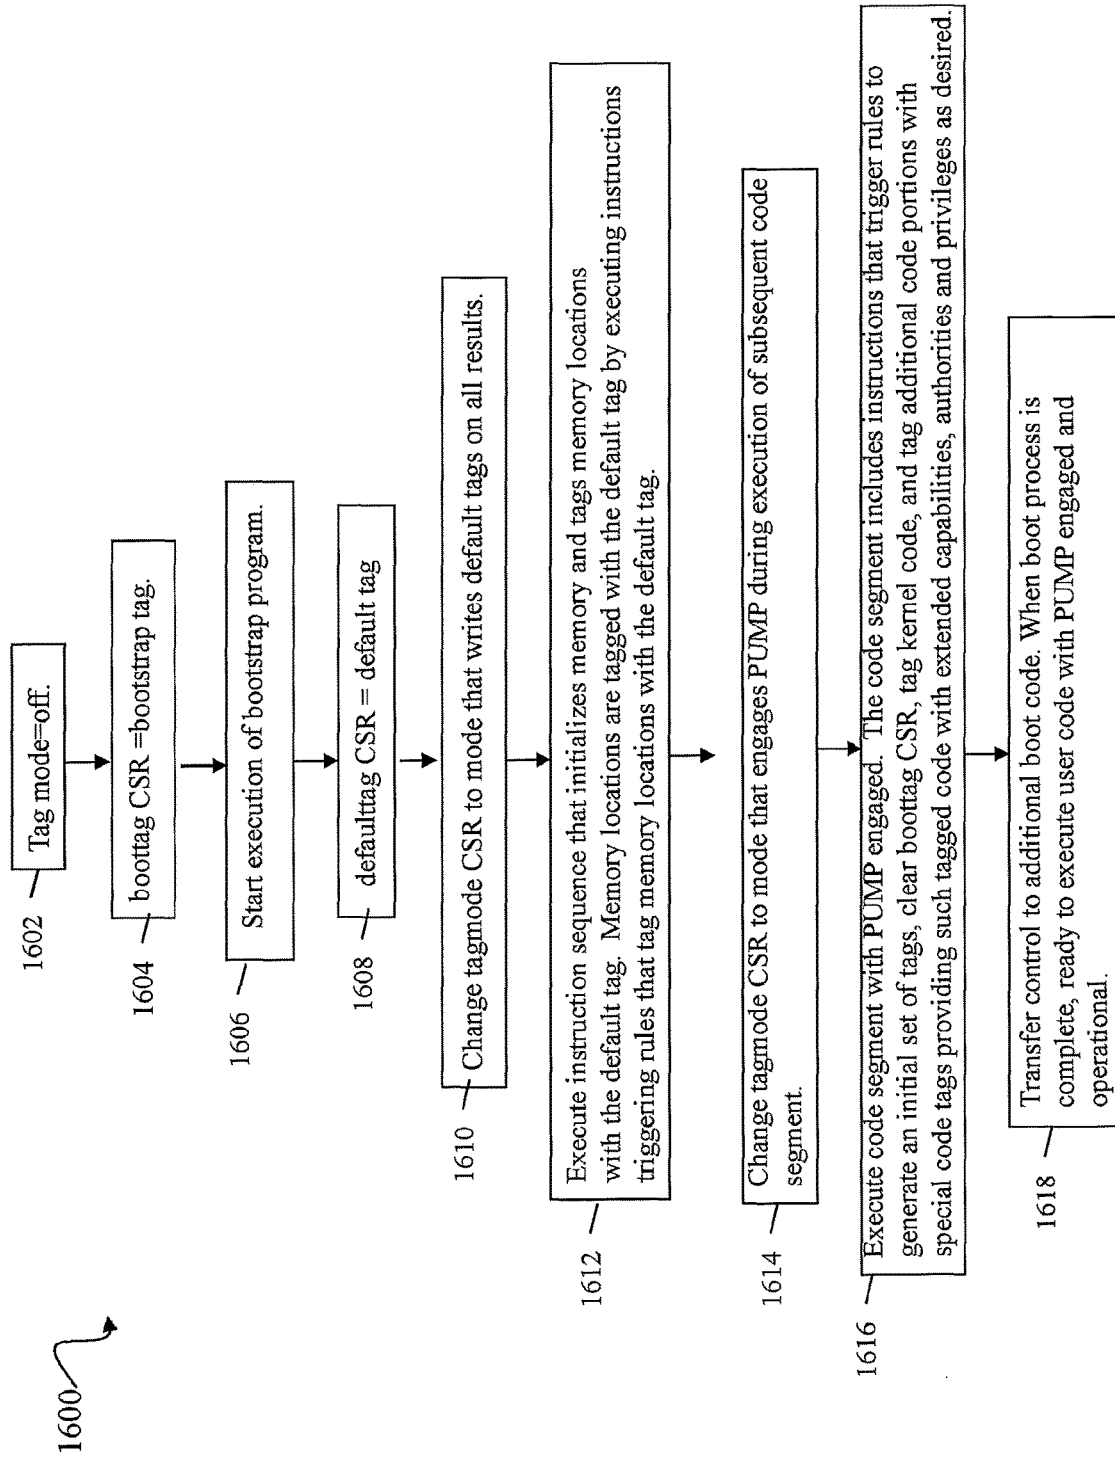 1600
1602
Tag mode=off.
1604
boottag CSR =bootstrap tag.
1606
Start execution of bootstrap program.
1608
defaulttag CSR = default tag
1610
Change tagmode CSR to mode that writes default tags on all results.
1612
Execute instruction sequence that initializes memory and tags memory locations
with the default tag. Memory locations are tagged with the default tag by executing instructions
triggering rules that tag memory locations with the default tag.
1614
Change tagmode CSR to mode that engages PUMP during execution of subsequent code
segment.
1616
Execute code segment with PUMP engaged. The code segment includes instructions that trigger rules to
generate an initial set of tags, clear boottag CSR, tag kernel code, and tag additional code portions with
special code tags providing such tagged code with extended capabilities, authorities and privileges as desired.
1618
Transfer control to additional boot code. When boot process is
complete, ready to execute user code with PUMP engaged and
operational.